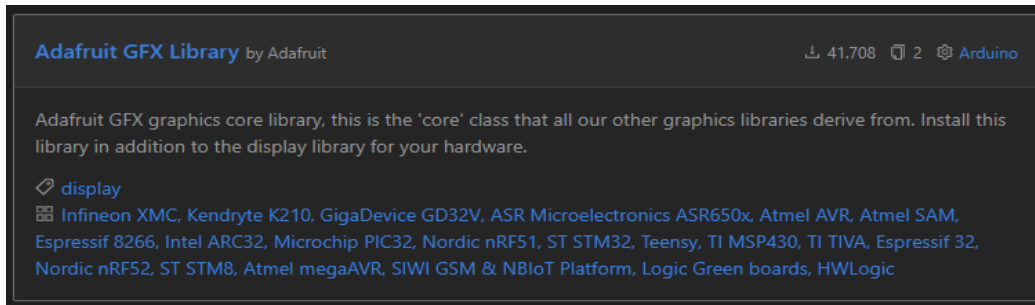 Adafruit GFX Library by Adafruit 41.708 2 Arduino
Adafruit GFX graphics core library, this is the 'core' class that all our other graphics libraries derive from. Install this
library in addition to the display library for your hardware.
display
Infineon XMC, Kendryte K210, GigaDevice GD32V, ASR Microelectronics ASR650x, Atmel AVR, Atmel SAM,
Espressif 8266, Intel ARC32, Microchip PIC32, Nordic nRF51, ST STM32, Teensy, TI MSP430, TI TIVA, Espressif 32,
Nordic nRF52, ST STM8, Atmel megaAVR, SIWI GSM & NBIoT Platform, Logic Green boards, HWLogic